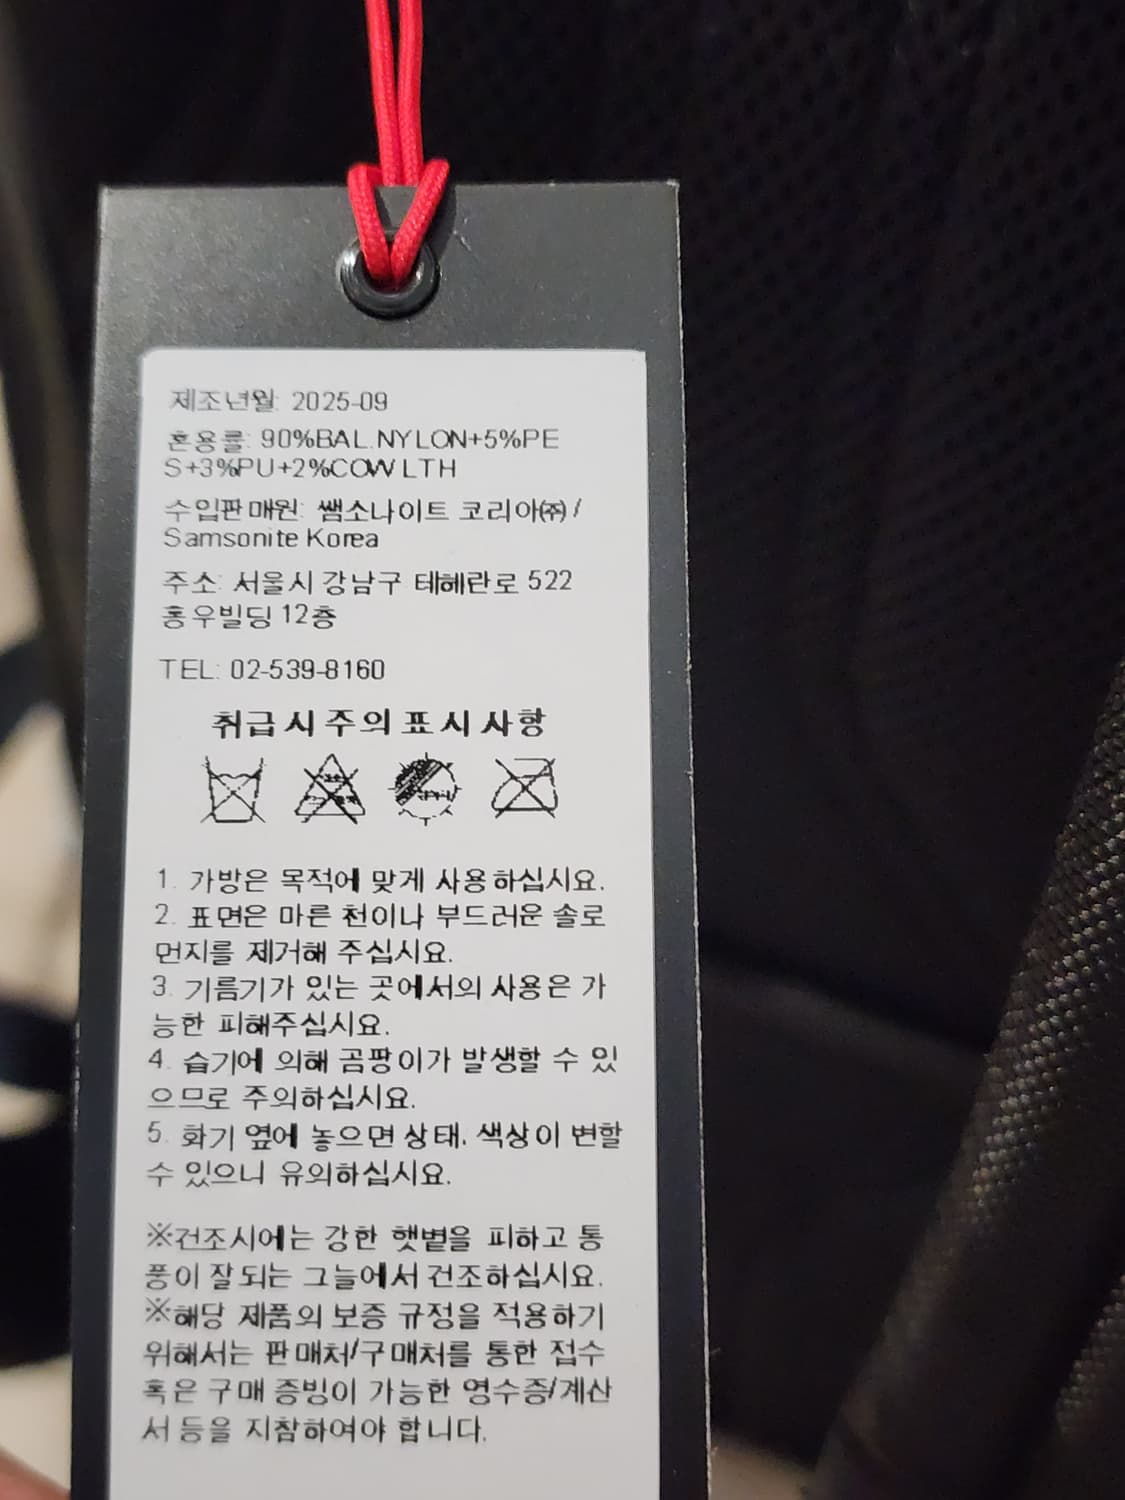 제조년월: 2025-09
혼용률: 90%BAL.NYLON+5%PE
S+3%PU+2%COW LTH
수입판매원: 쌤소나이트 코리아㈜/
Samsonite Korea
주소: 서울시 강남구 테헤란로 522
홍우빌딩 12층
TEL: 02-539-8160
취급시주의표시사항
1. 가방은 목적에 맞게 사용하십시요.
2. 표면은 마른 천이나 부드러운 솔로
먼지를 제거해 주십시요.
3. 기름기가 있는 곳에서의 사용은 가
능한 피해주십시요.
4. 습기에 의해 곰팡이가 발생할 수 있
으므로 주의하십시요.
5. 화기 옆에 놓으면 상태, 색상이 변할
수 있으니 유의하십시요.
※건조시에는 강한 햇볕을 피하고 통
풍이 잘되는 그늘에서 건조하십시요.
※해당 제품의 보증 규정을 적용하기
위해서는 판매처/구매처를 통한 접수
혹은 구매 증빙이 가능한 영수증/계산
서 등을 지참하여야 합니다.